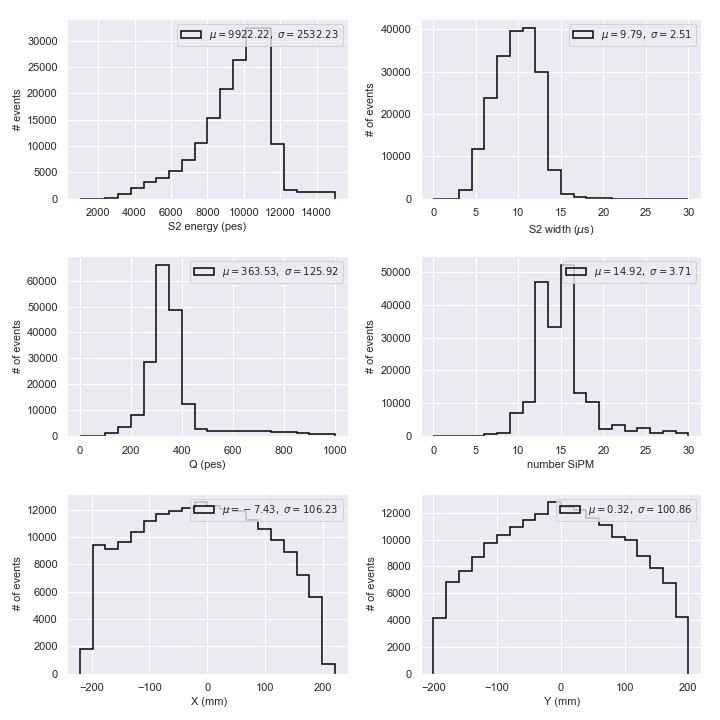 μ = 9922.22, σ = 2532.23
# events
30000
25000
20000
15000
10000
5000
0
2000 4000 6000 8000 10000 12000 14000
S2 energy (pes)
μ = 9.79, σ = 2.51
# of events
40000
30000
20000
10000
0
0 5 10 15 20 25 30
S2 width (μs)
μ = 363.53, σ = 125.92
# of events
60000
50000
40000
30000
20000
10000
0
0 200 400 600 800 1000
Q (pes)
μ = 14.92, σ = 3.71
# of events
50000
40000
30000
20000
10000
0
0 5 10 15 20 25 30
number SiPM
μ = −7.43, σ = 106.23
# of events
12000
10000
8000
6000
4000
2000
0
−200 −100 0 100 200
X (mm)
μ = 0.32, σ = 100.86
# of events
12000
10000
8000
6000
4000
2000
0
−200 −100 0 100 200
Y (mm)